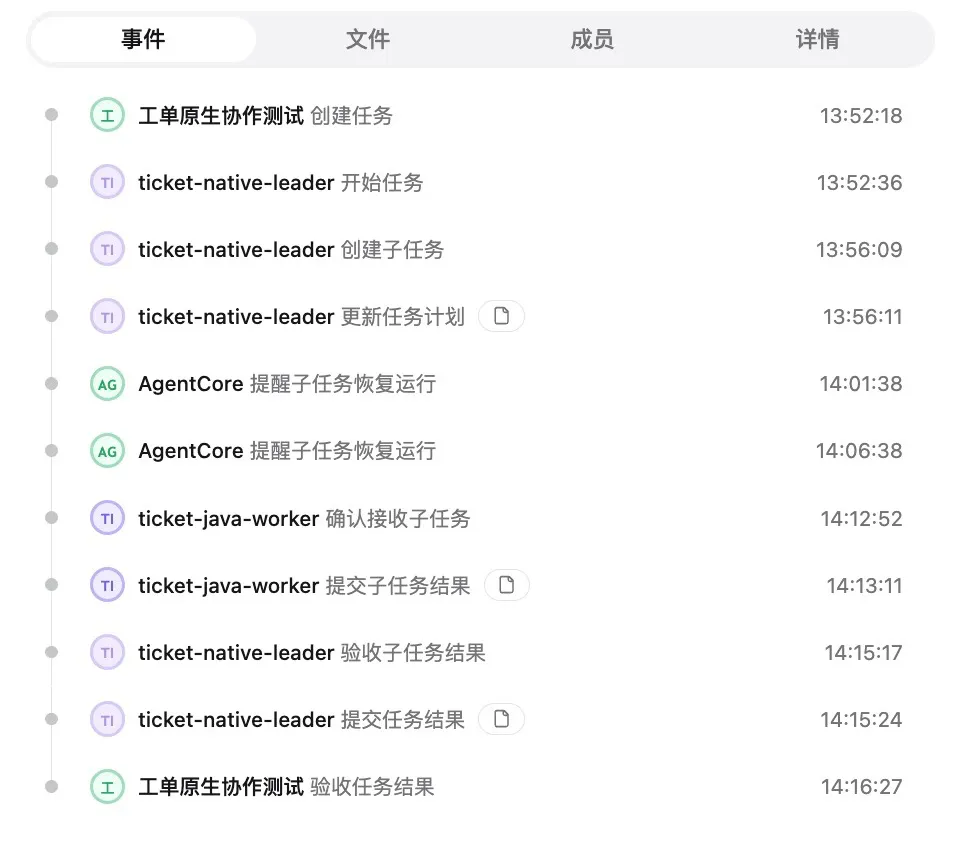 事件 文件 成员 详情
工 工单原生协作测试 创建任务 13:52:18
TI ticket-native-leader 开始任务 13:52:36
TI ticket-native-leader 创建子任务 13:56:09
TI ticket-native-leader 更新任务计划 13:56:11
AG AgentCore 提醒子任务恢复运行 14:01:38
AG AgentCore 提醒子任务恢复运行 14:06:38
TI ticket-java-worker 确认接收子任务 14:12:52
TI ticket-java-worker 提交子任务结果 14:13:11
TI ticket-native-leader 验收子任务结果 14:15:17
TI ticket-native-leader 提交任务结果 14:15:24
工 工单原生协作测试 验收任务结果 14:16:27